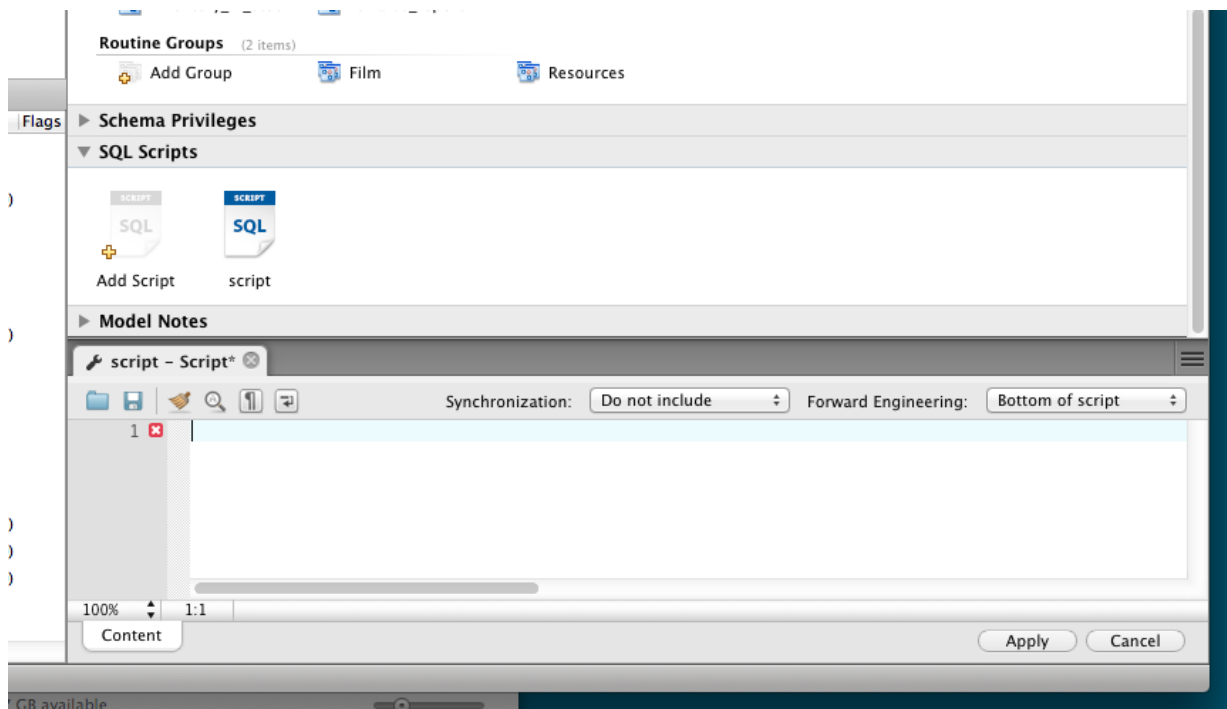 Routine Groups (2 items)
Add Group Film Resources
Flags
Schema Privileges
SQL Scripts
)
SCRIPT SCRIPT
SQL SQL
Add Script script
Model Notes
)
script - Script*
Synchronization: Do not include Forward Engineering: Bottom of script
1
)
)
)
100% 1:1
Content
Apply Cancel
GB available